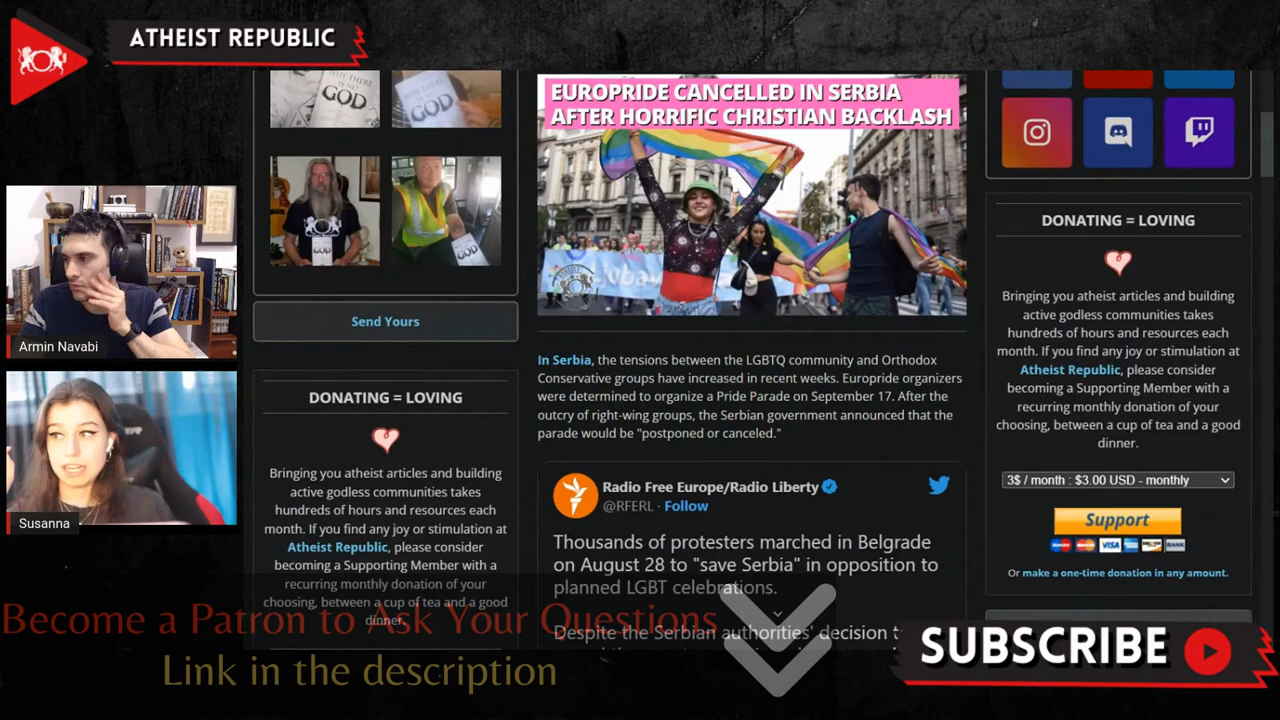 ATHEIST REPUBLIC
WHY THERE
IS NO
GOD
GOD
GOD
GOD
Send Yours
DONATING = LOVING
Bringing you atheist articles and building
active godless communities takes
hundreds of hours and resources each
month. If you find any joy or stimulation at
Atheist Republic, please consider
becoming a Supporting Member with a
recurring monthly donation of your
choosing, between a cup of tea and a good
dinner.
Armin Navabi
Susanna
EUROPRIDE CANCELLED IN SERBIA
AFTER HORRIFIC CHRISTIAN BACKLASH
In Serbia, the tensions between the LGBTQ community and Orthodox
Conservative groups have increased in recent weeks. Europride organizers
were determined to organize a Pride Parade on September 17. After the
outcry of right-wing groups, the Serbian government announced that the
parade would be "postponed or canceled."
Radio Free Europe/Radio Liberty
@RFERL · Follow
Thousands of protesters marched in Belgrade
on August 28 to "save Serbia" in opposition to
planned LGBT celebrations.
Despite the Serbian authorities' decision t
DONATING = LOVING
Bringing you atheist articles and building
active godless communities takes
hundreds of hours and resources each
month. If you find any joy or stimulation at
Atheist Republic, please consider
becoming a Supporting Member with a
recurring monthly donation of your
choosing, between a cup of tea and a good
dinner.
3$ / month : $3.00 USD - monthly
Support
VISA
BANK
Or make a one-time donation in any amount.
Become a Patron to Ask Your Questions
Link in the description
SUBSCRIBE